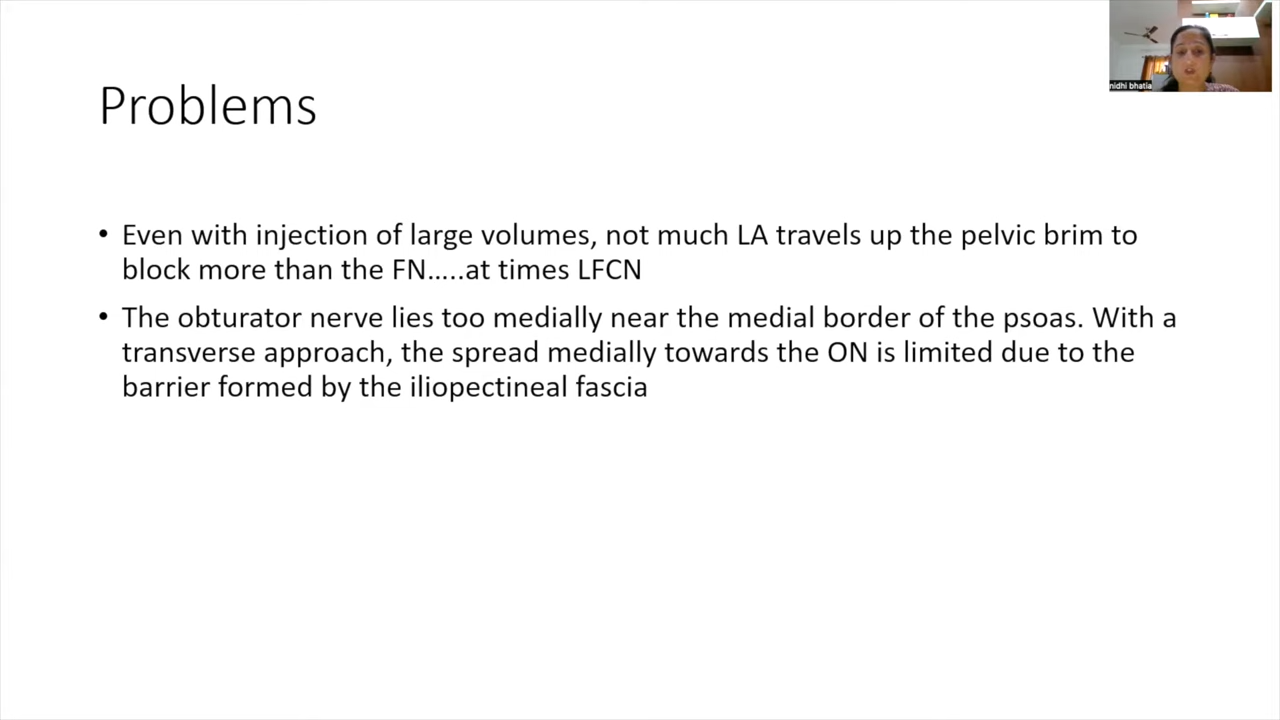 nidhi bhatia
Problems
• Even with injection of large volumes, not much LA travels up the pelvic brim to
block more than the FN…..at times LFCN
• The obturator nerve lies too medially near the medial border of the psoas. With a
transverse approach, the spread medially towards the ON is limited due to the
barrier formed by the iliopectineal fascia